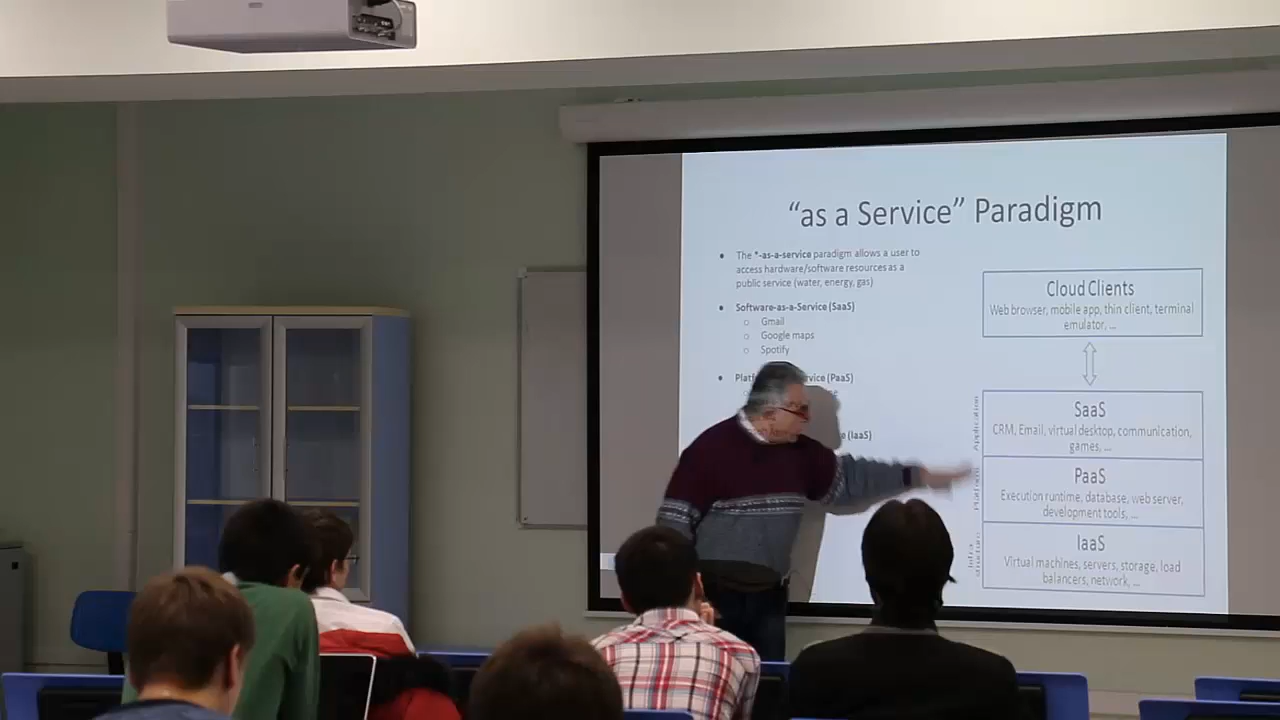 “as a Service” Paradigm
● The *-as-a-service paradigm allows a user to
access hardware/software resources as a
public service (water, energy, gas)
● Software-as-a-Service (SaaS)
○ Gmail
○ Google maps
○ Spotify
● (PaaS)
(IaaS)
Cloud Clients
Web browser, mobile app, thin client, terminal
emulator, ...
Application
SaaS
CRM, Email, virtual desktop, communication,
games, ...
PaaS
Execution runtime, database, web server,
development tools, ...
Infra
structure
IaaS
Virtual machines, servers, storage, load
balancers, network, ...